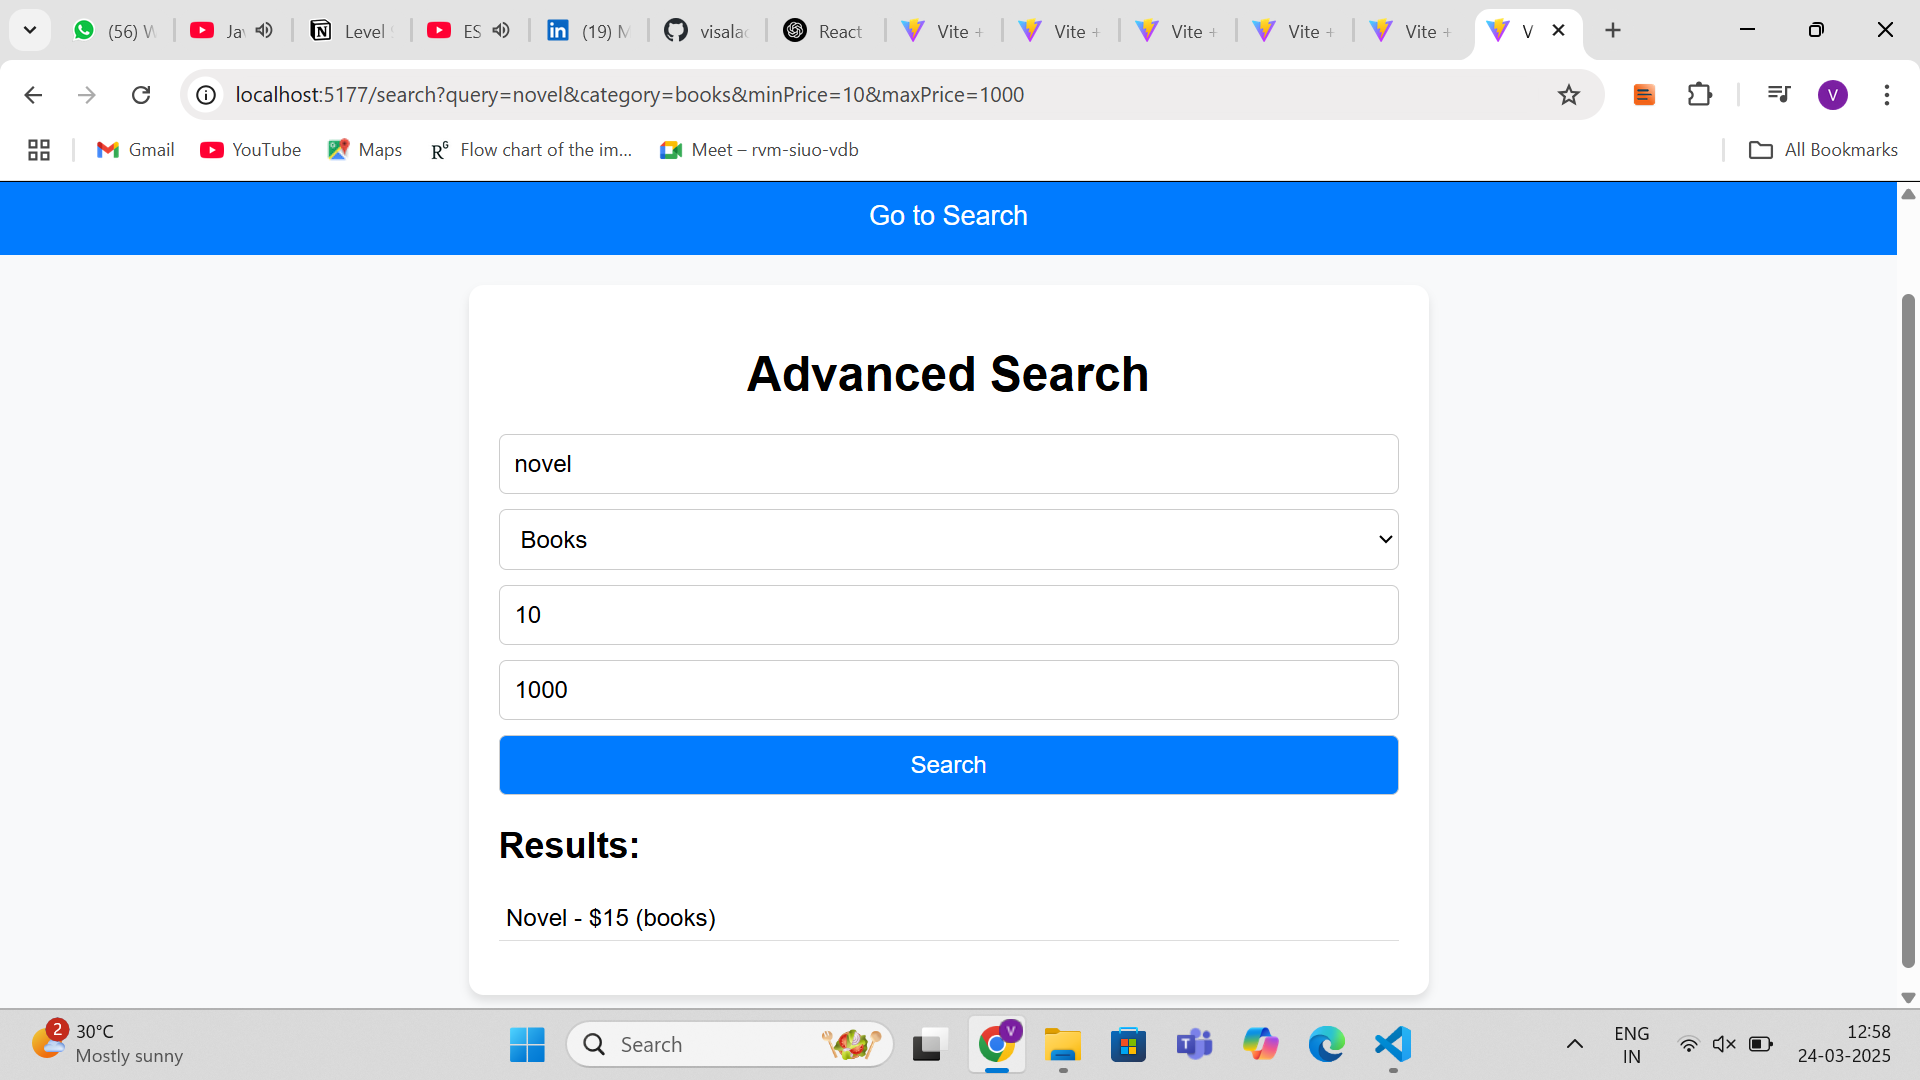 (56) W
Jav
Level
ES
(19) M
visalac
React
Vite +
Vite +
Vite +
Vite +
Vite +
V
localhost:5177/search?query=novel&category=books&minPrice=10&maxPrice=1000
V
Gmail
YouTube
Maps
RG
Flow chart of the im...
Meet – rvm-siuo-vdb
All Bookmarks
Go to Search
Advanced Search
novel
Books
10
1000
Search
Results:
Novel - $15 (books)
2
30°C
Mostly sunny
Search
V
ENG
IN
12:58
24-03-2025